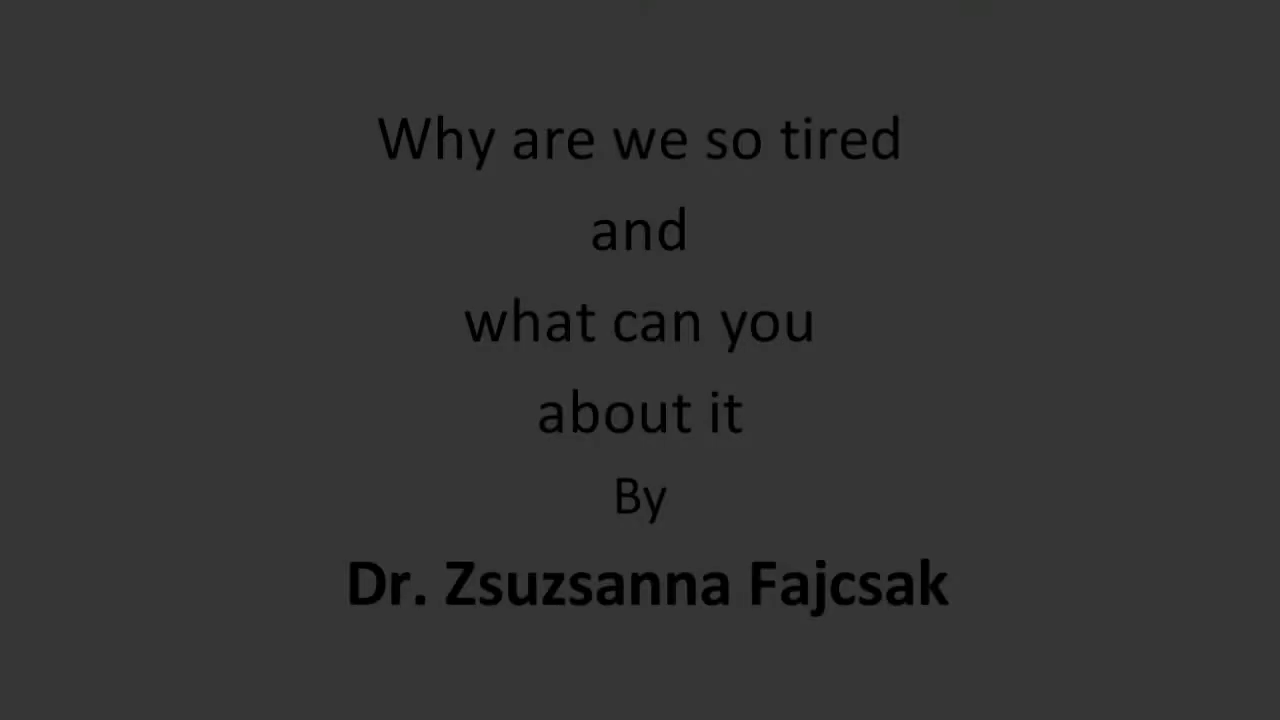 Why are we so tired
and
what can you
about it
By
Dr. Zsuzsanna Fajcsak